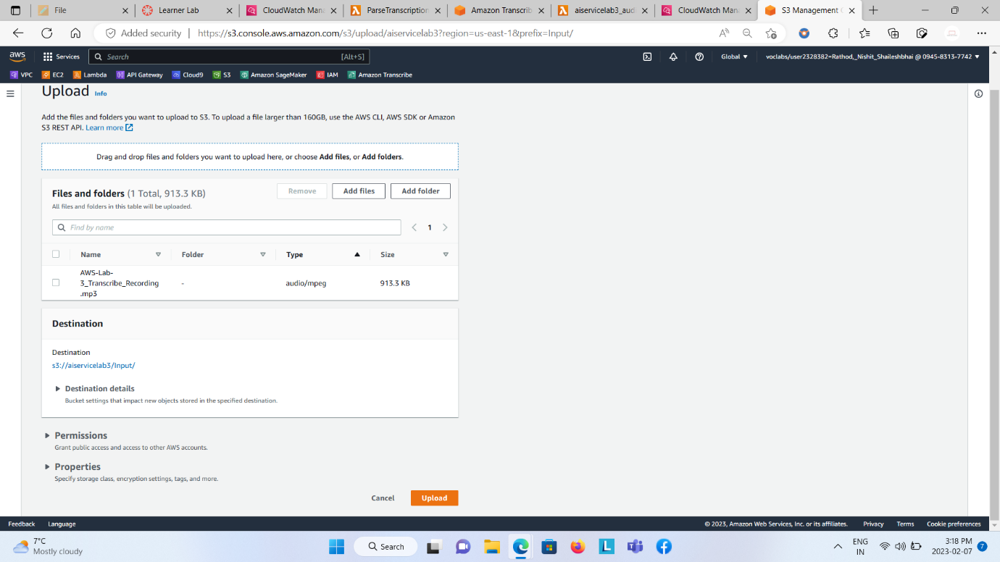 File
Learner Lab
CloudWatch Mana
ParseTranscription
Amazon Transcrib
aiservicelab3_aud
CloudWatch Mana
S3 Management C
Added security
https://s3.console.aws.amazon.com/s3/upload/aiservicelab3?region=us-east-1&prefix=Input/
aws
Services
Search
[Alt+S]
Global
voclabs/user2328382=Rathod,_Nishit_Shaileshbhai @ 0945-8313-7742
VPC
EC2
Lambda
API Gateway
Cloud9
S3
Amazon SageMaker
IAM
Amazon Transcribe
Upload Info
Add the files and folders you want to upload to S3. To upload a file larger than 160GB, use the AWS CLI, AWS SDK or Amazon
S3 REST API. Learn more
Drag and drop files and folders you want to upload here, or choose Add files, or Add folders.
Files and folders (1 Total, 913.3 KB)
Remove
Add files
Add folder
All files and folders in this table will be uploaded.
Find by name
1
Name
Folder
Type
Size
AWS-Lab-
3_Transcribe_Recording
.mp3
-
audio/mpeg
913.3 KB
Destination
Destination
s3://aiservicelab3/Input/
Destination details
Bucket settings that impact new objects stored in the specified destination.
Permissions
Grant public access and access to other AWS accounts.
Properties
Specify storage class, encryption settings, tags, and more.
Cancel
Upload
Feedback
Language
© 2023, Amazon Web Services, Inc. or its affiliates.
Privacy
Terms
Cookie preferences
7°C
Mostly cloudy
Search
ENG
IN
3:18 PM
2023-02-07
7